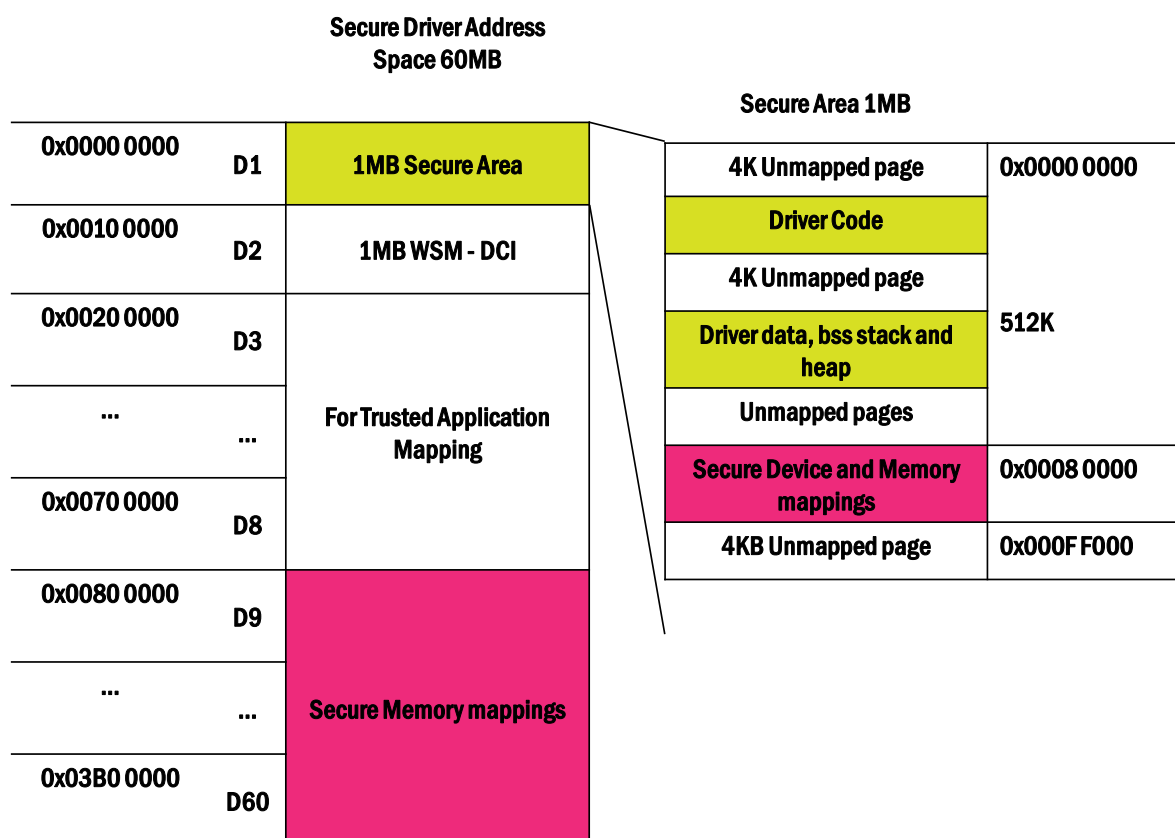 Secure Driver Address
Space 60MB
0x0000 0000
D1
1MB Secure Area
0x0010 0000
D2
1MB WSM - DCI
0x0020 0000
D3
...
...
For Trusted Application
Mapping
0x0070 0000
D8
0x0080 0000
D9
...
...
Secure Memory mappings
0x03B0 0000
D60
Secure Area 1MB
4K Unmapped page
0x0000 0000
Driver Code
4K Unmapped page
512K
Driver data, bss stack and
heap
Unmapped pages
Secure Device and Memory
mappings
0x0008 0000
4KB Unmapped page
0x000F F000